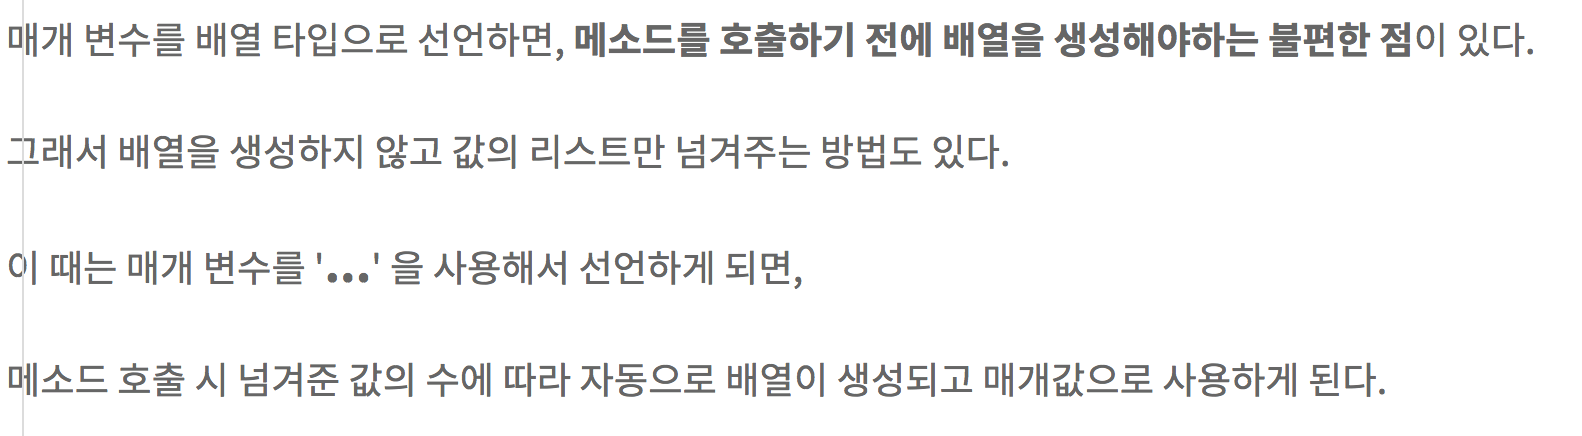 매개 변수를 배열 타입으로 선언하면, 메소드를 호출하기 전에 배열을 생성해야하는 불편한 점이 있다.
그래서 배열을 생성하지 않고 값의 리스트만 넘겨주는 방법도 있다.
이 때는 매개 변수를 '...' 을 사용해서 선언하게 되면,
메소드 호출 시 넘겨준 값의 수에 따라 자동으로 배열이 생성되고 매개값으로 사용하게 된다.